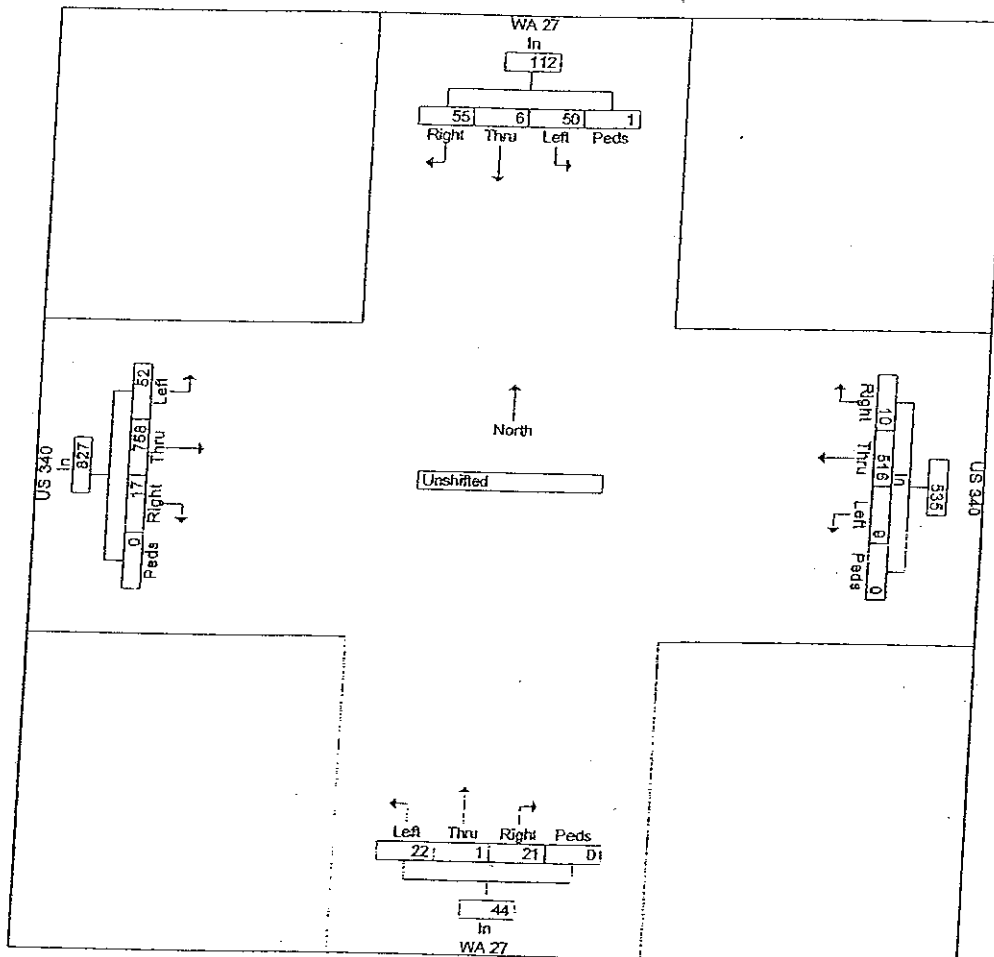 WA 27
In
112
55 6 50 1
Right Thru Left Peds
US 340
In
827
52 758 17 0
Left Thru Right Peds
North
Unshifted
Right Thru Left Peds
10 516 9 0
In
535
US 340
Left Thru Right Peds
22 1 21 0
44
In
WA 27